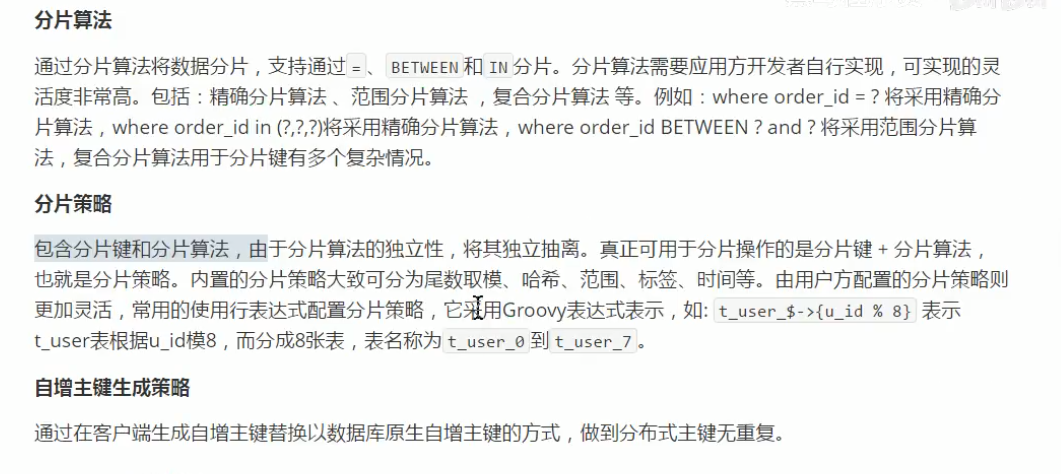 分片算法
通过分片算法将数据分片，支持通过 = 、 BETWEEN 和 IN 分片。分片算法需要应用方开发者自行实现，可实现的灵
活度非常高。包括：精确分片算法 、范围分片算法 ，复合分片算法 等。例如：where order_id = ? 将采用精确分
片算法，where order_id in (?,?,?)将采用精确分片算法，where order_id BETWEEN ? and ? 将采用范围分片算
法，复合分片算法用于分片键有多个复杂情况。
分片策略
包含分片键和分片算法，由于分片算法的独立性，将其独立抽离。真正可用于分片操作的是分片键 + 分片算法，
也就是分片策略。内置的分片策略大致可分为尾数取模、哈希、范围、标签、时间等。由用户方配置的分片策略则
更加灵活，常用的使用行表达式配置分片策略，它采用Groovy表达式表示，如: t_user_$->{u_id % 8} 表示
t_user表根据u_id模8，而分成8张表，表名称为 t_user_0 到 t_user_7 。
自增主键生成策略
通过在客户端生成自增主键替换以数据库原生自增主键的方式，做到分布式主键无重复。